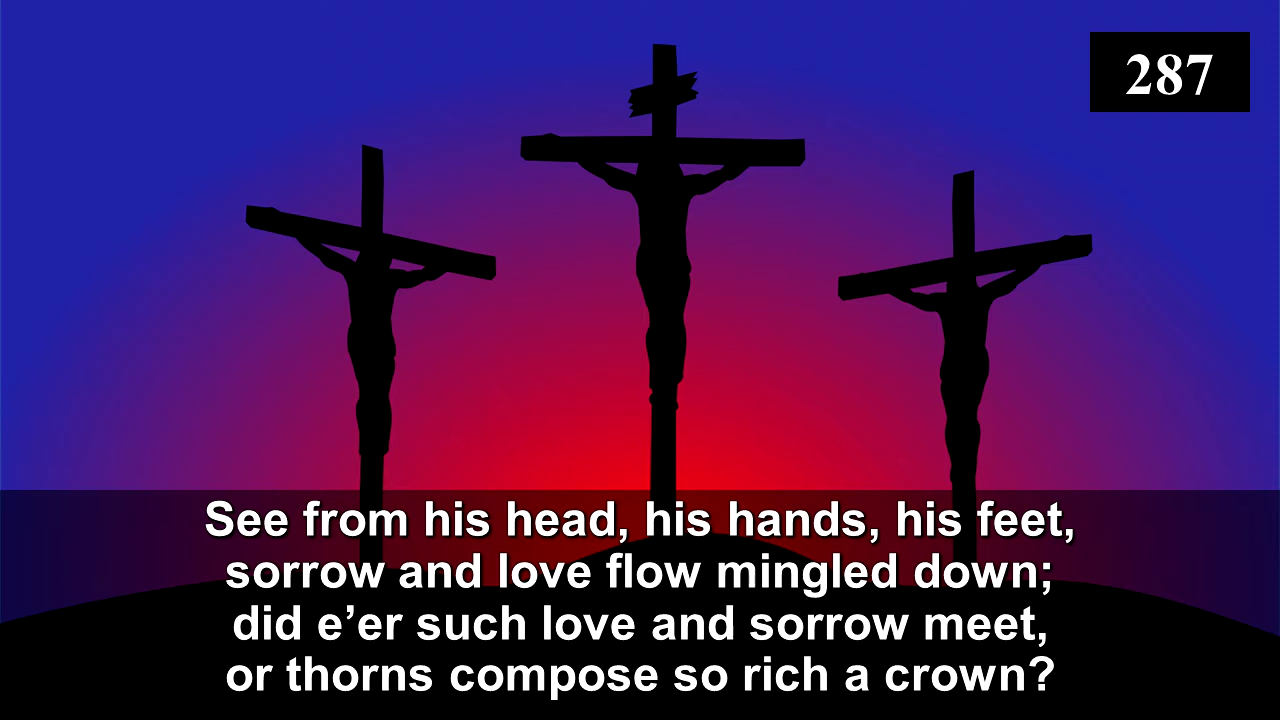 287
See from his head, his hands, his feet,
sorrow and love flow mingled down;
did e’er such love and sorrow meet,
or thorns compose so rich a crown?